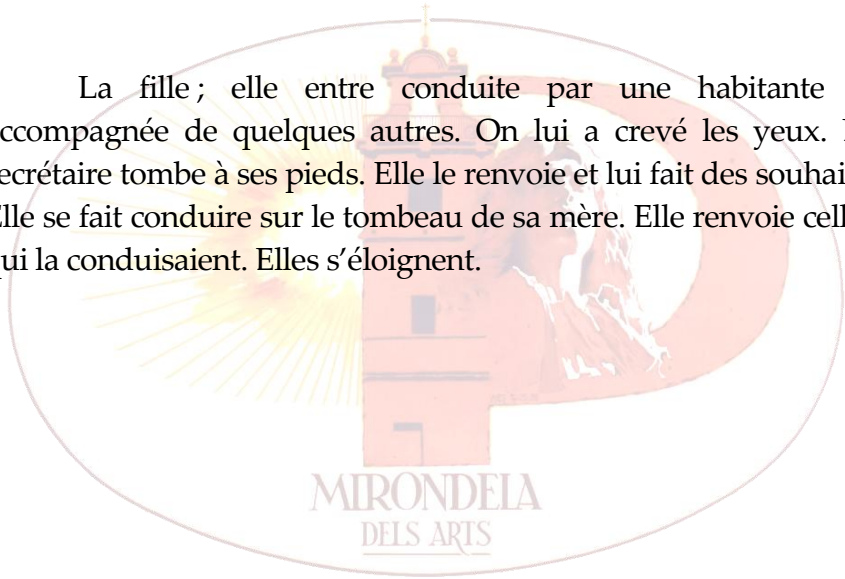 La fille ; elle entre conduite par une habitante
ccompagnée de quelques autres. On lui a crevé les yeux.
ecrétaire tombe à ses pieds. Elle le renvoie et lui fait des souhai
Elle se fait conduire sur le tombeau de sa mère. Elle renvoie cell
ui la conduisaient. Elles s’éloignent.
MIRONDELA
DELS ARTS